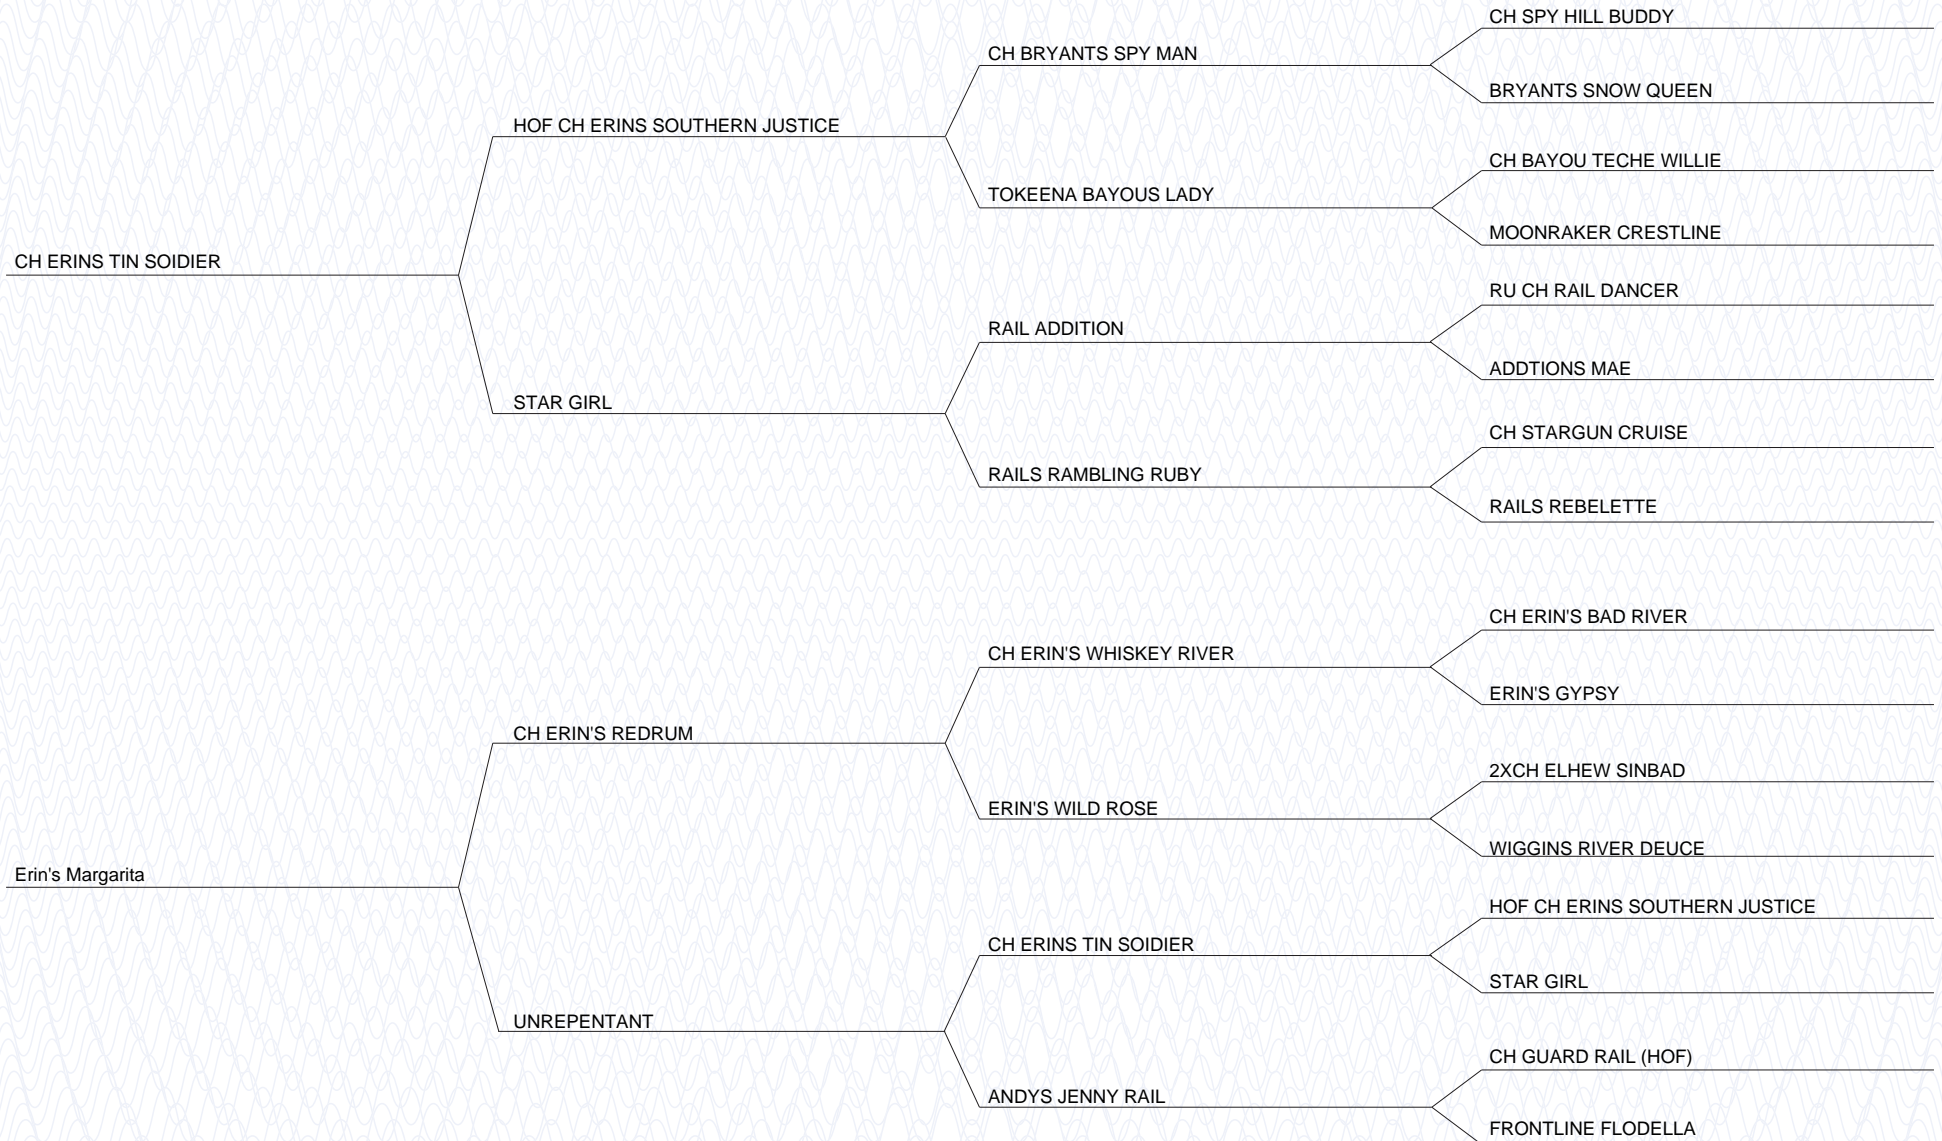 CH SPY HILL BUDDY
CH BRYANTS SPY MAN
BRYANTS SNOW QUEEN
HOF CH ERINS SOUTHERN JUSTICE
CH BAYOU TECHE WILLIE
TOKEENA BAYOUS LADY
MOONRAKER CRESTLINE
CH ERINS TIN SOIDIER
RU CH RAIL DANCER
RAIL ADDITION
ADDTIONS MAE
STAR GIRL
CH STARGUN CRUISE
RAILS RAMBLING RUBY
RAILS REBELETTE
CH ERIN'S BAD RIVER
CH ERIN'S WHISKEY RIVER
ERIN'S GYPSY
CH ERIN'S REDRUM
2XCH ELHEW SINBAD
ERIN'S WILD ROSE
WIGGINS RIVER DEUCE
Erin's Margarita
HOF CH ERINS SOUTHERN JUSTICE
CH ERINS TIN SOIDIER
STAR GIRL
UNREPENTANT
CH GUARD RAIL (HOF)
ANDYS JENNY RAIL
FRONTLINE FLODELLA